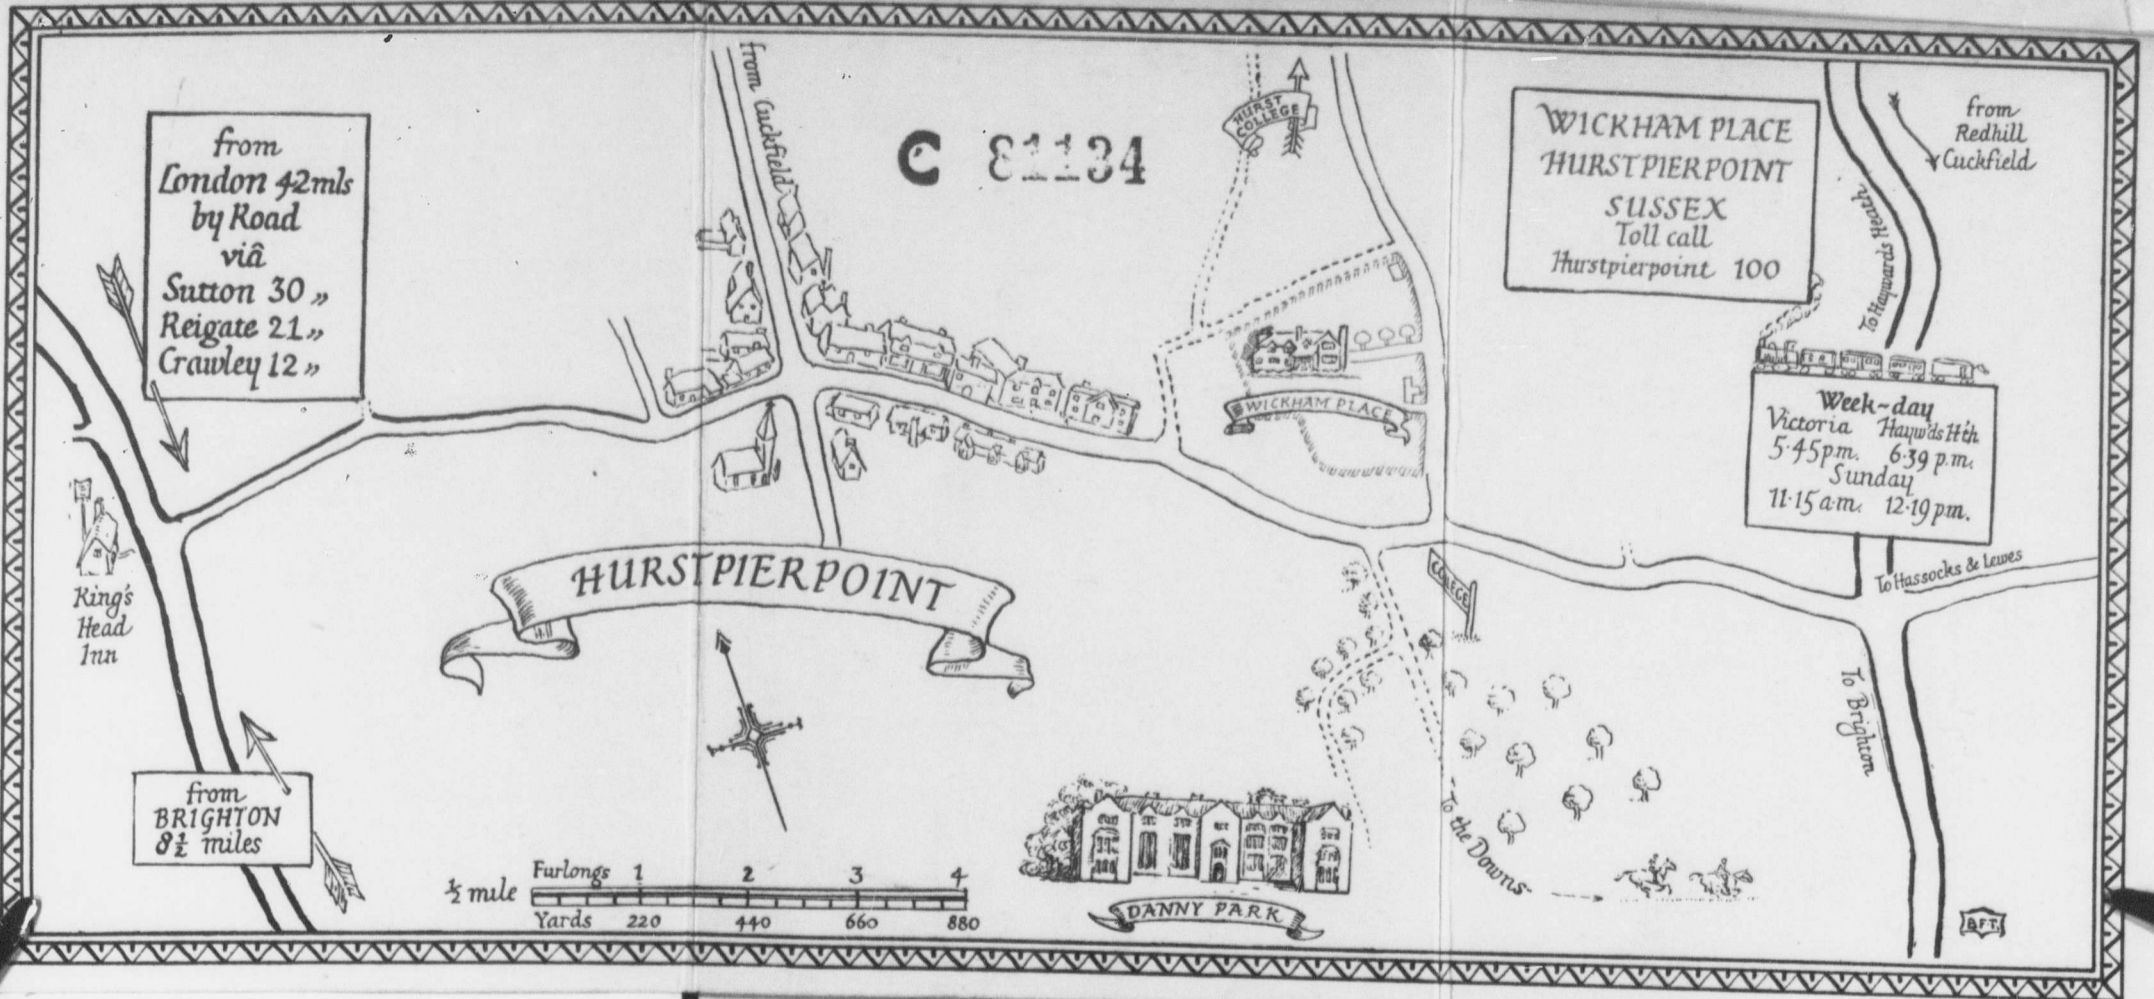 from
London 42mls
by Road
viâ
Sutton 30 „
Reigate 21 „
Crawley 12 „
from Cuckfield
C 81134
HURST
COLLEGE
WICKHAM PLACE
HURSTPIERPOINT
SUSSEX
Toll call
Hurstpierpoint 100
from
Redhill
Cuckfield
To Haywards Heath
WICKHAM PLACE
Week-day
Victoria Hayw'ds Hth
5·45pm. 6·39 p.m.
Sunday
11·15 a.m. 12·19 pm.
King's
Head
Inn
HURSTPIERPOINT
COLLEGE
To Hassocks & Lewes
To Brighton
from
BRIGHTON
8½ miles
To the Downs
½ mile
Furlongs 1 2 3 4
Yards 220 440 660 880
DANNY PARK
B.F.T.